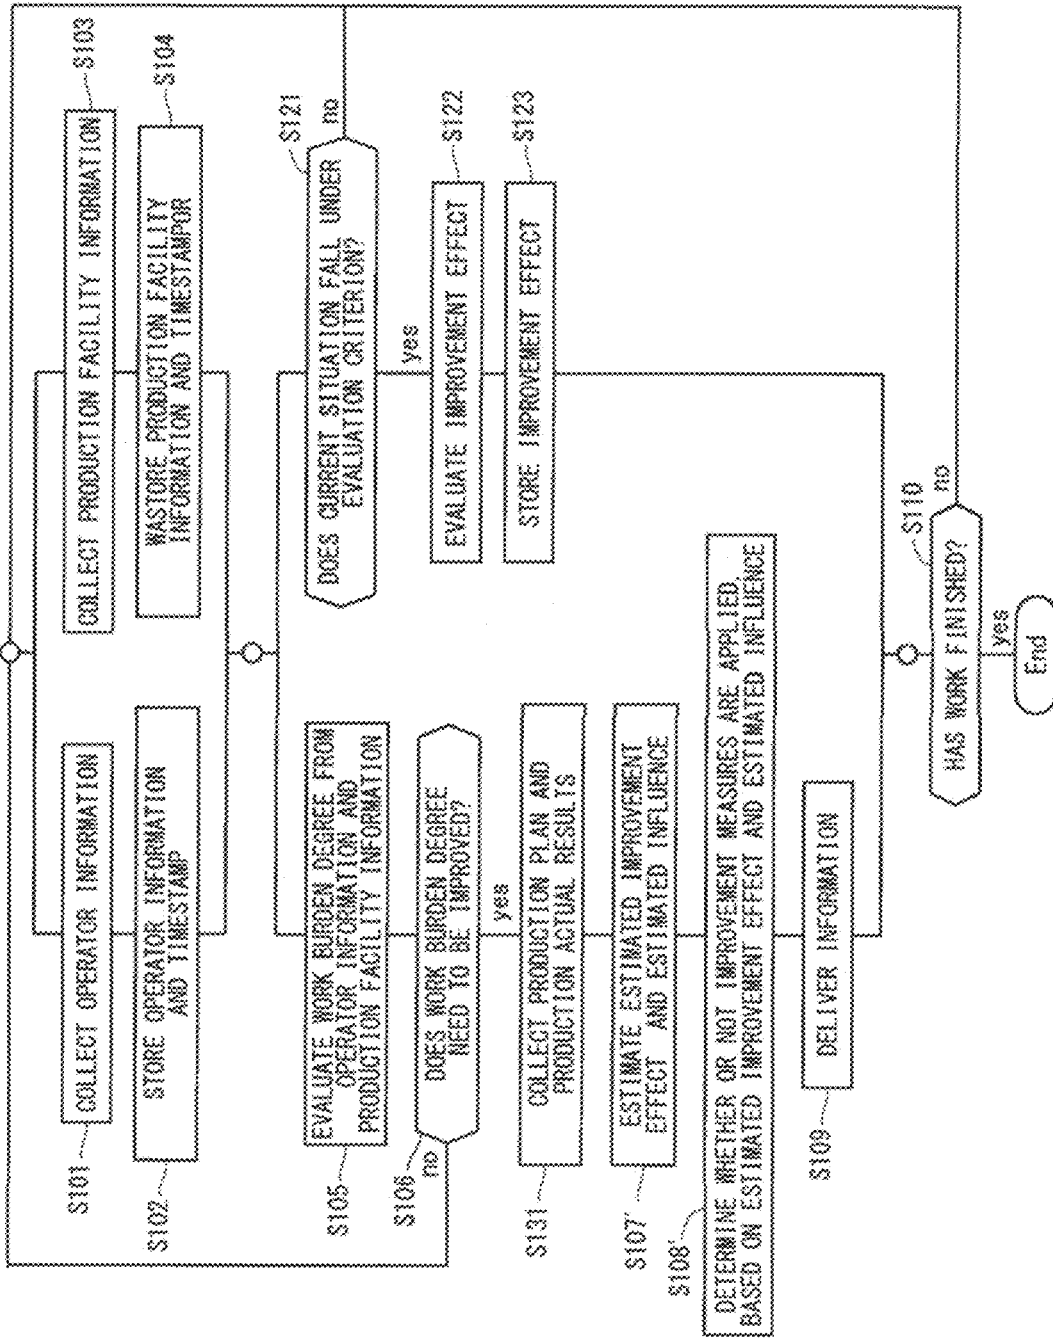 S101
COLLECT OPERATOR INFORMATION
S102
STORE OPERATOR INFORMATION
AND TIMESTAMP
COLLECT PRODUCTION FACILITY INFORMATION
S103
WASTORE PRODUCTION FACILITY
INFORMATION AND TIMESTAMPOR
S104
S105
EVALUATE WORK BURDEN DEGREE FROM
OPERATOR INFORMATION AND
PRODUCTION FACILITY INFORMATION
S106
no
DOES WORK BURDEN DEGREE
NEED TO BE IMPROVED?
yes
S131
COLLECT PRODUCTION PLAN AND
PRODUCTION ACTUAL RESULTS
S107'
ESTIMATE ESTIMATED IMPROVEMENT
EFFECT AND ESTIMATED INFLUENCE
S108'
DETERMINE WHETHER OR NOT IMPROVEMENT MEASURES ARE APPLIED,
BASED ON ESTIMATED IMPROVEMENT EFFECT AND ESTIMATED INFLUENCE
S109
DELIVER INFORMATION
S121
DOES CURRENT SITUATION FALL UNDER
EVALUATION CRITERION?
no
yes
EVALUATE IMPROVEMENT EFFECT
S122
STORE IMPROVEMENT EFFECT
S123
S110
HAS WORK FINISHED?
no
yes
End